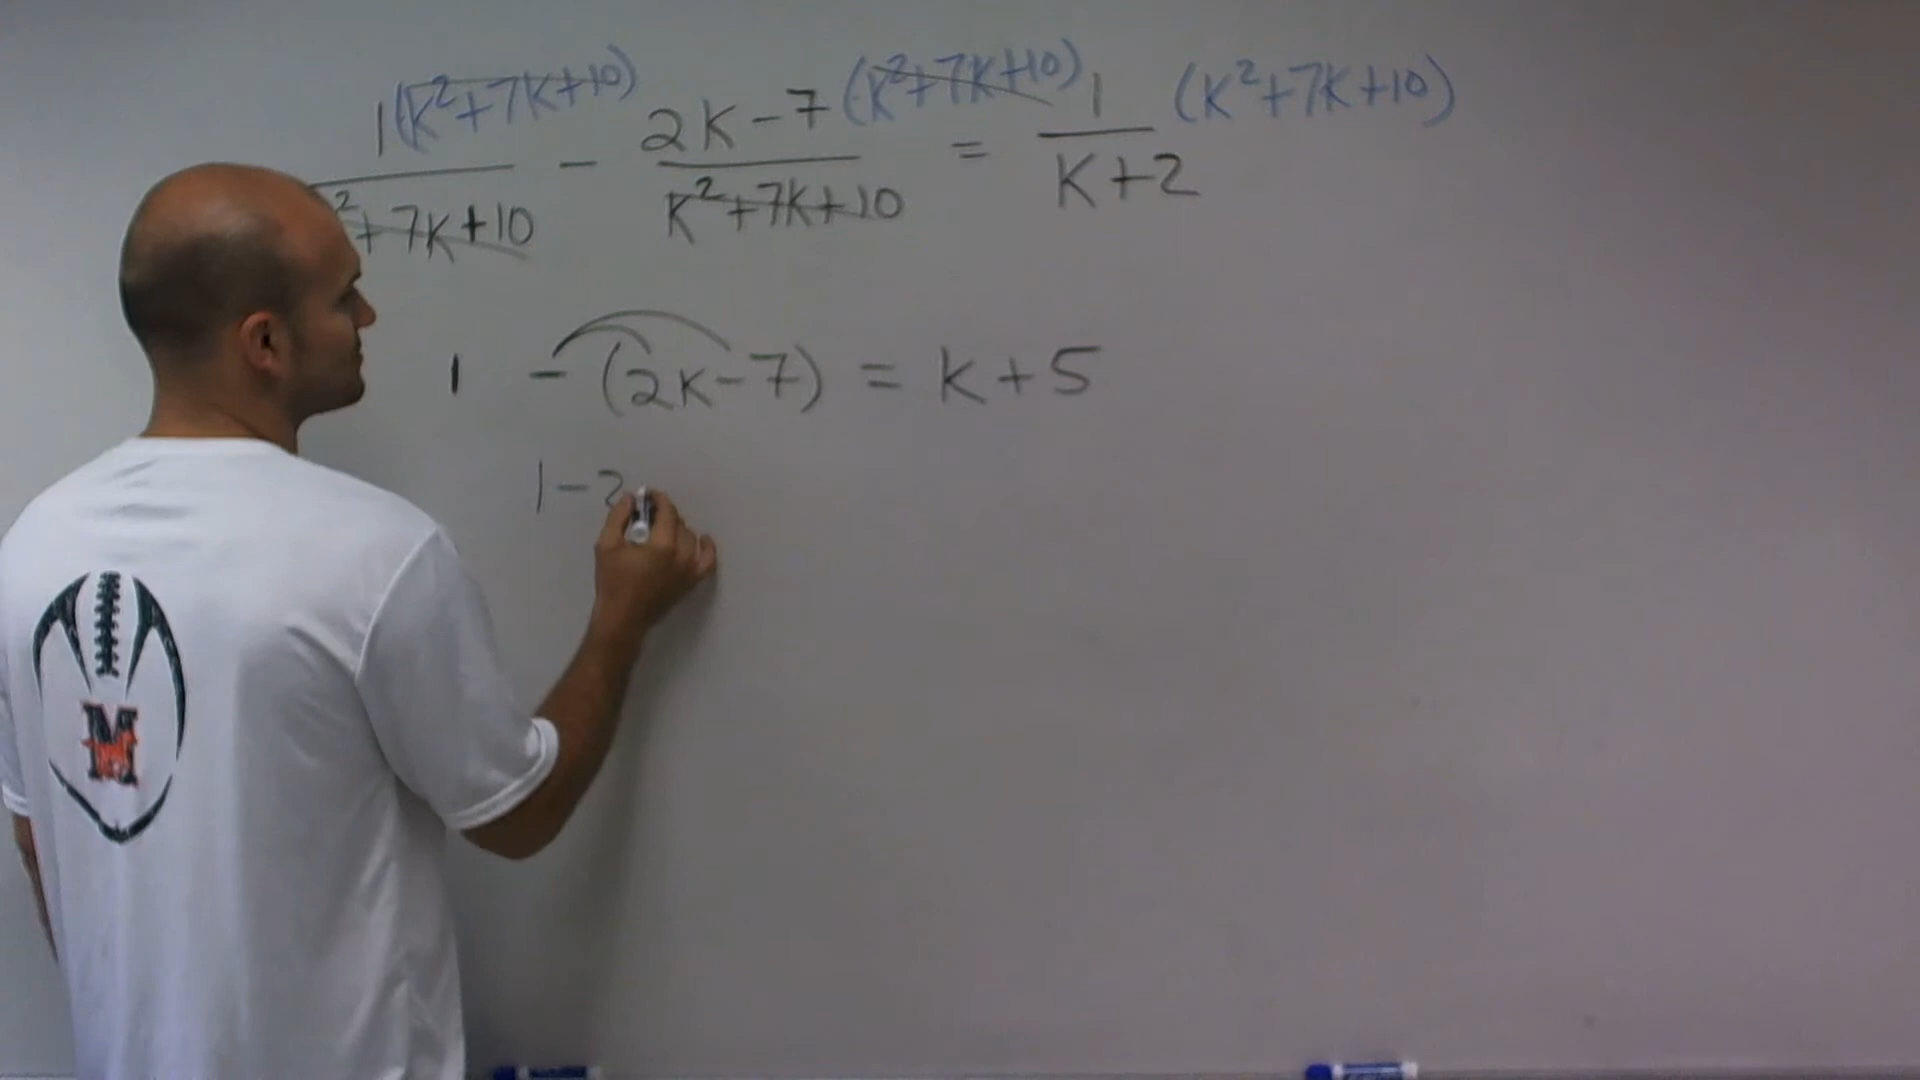 1(K²+7K+10) - 2K-7(K²+7K+10) = 1(K²+7K+10)
²+7K+10 K²+7K+10 K+2
1 -(2K-7) = K+5
1-2
M